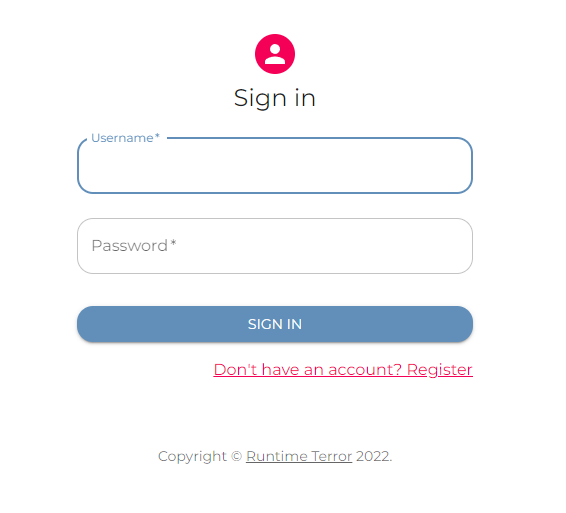 Sign in
Username *
Password *
SIGN IN
Don't have an account? Register
Copyright © Runtime Terror 2022.